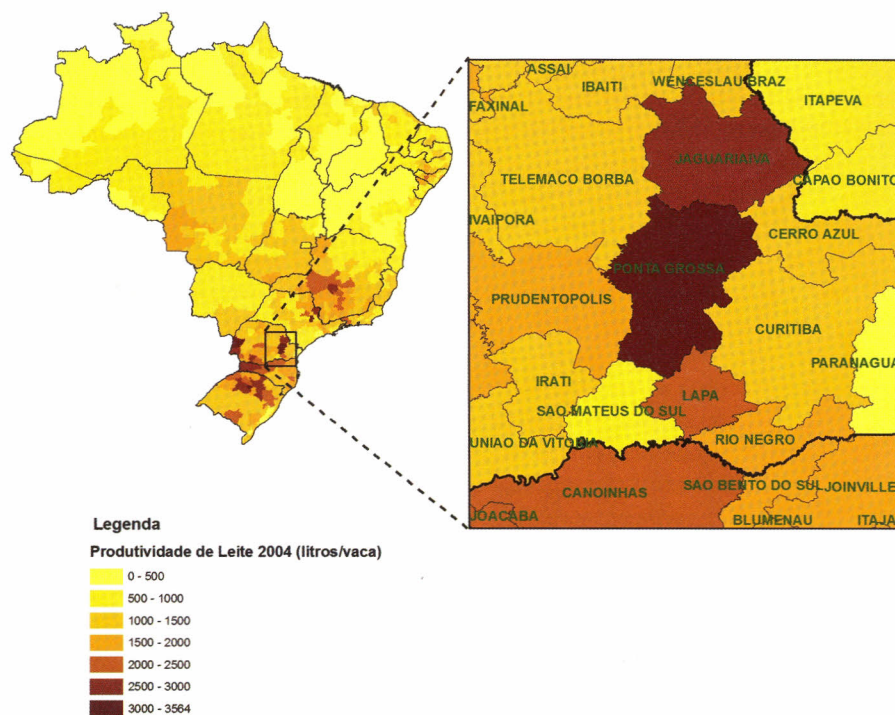 ASSAI
WENCESLAU BRAZ
IBAITI
FAXINAL
ITAPEVA
JAGUARIAIVA
TELEMACO BORBA
CAPAO BONITO
IVAIPORA
CERRO AZUL
PONTA GROSSA
PRUDENTOPOLIS
CURITIBA
PARANAGUA
IRATI
LAPA
SAO MATEUS DO SUL
UNIAO DA VITORIA
RIO NEGRO
CANOINHAS
SAO BENTO DO SUL
JOINVILLE
JOACABA
BLUMENAU
ITAJA
Legenda
Produtividade de Leite 2004 (litros/vaca)
0 - 500
500 - 1000
1000 - 1500
1500 - 2000
2000 - 2500
2500 - 3000
3000 - 3564